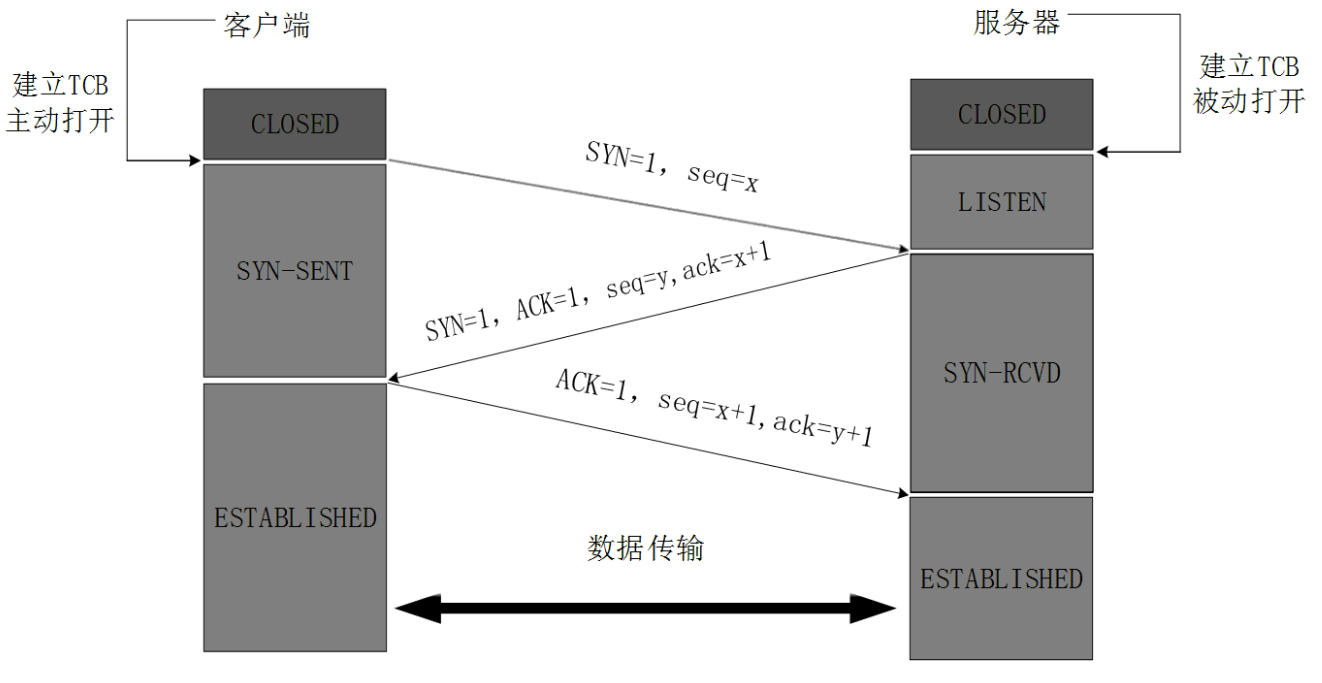 客户端
服务器
建立TCB
主动打开
建立TCB
被动打开
CLOSED
CLOSED
SYN=1, seq=x
LISTEN
SYN-SENT
SYN=1, ACK=1, seq=y,ack=x+1
SYN-RCVD
ACK=1, seq=x+1,ack=y+1
ESTABLISHED
数据传输
ESTABLISHED